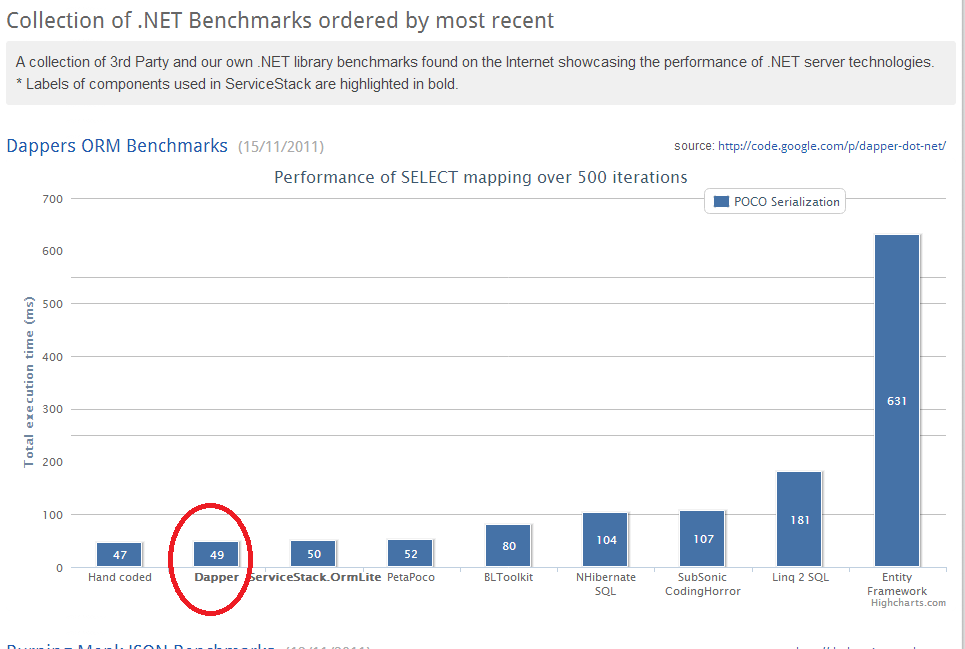 Collection of .NET Benchmarks ordered by most recent
A collection of 3rd Party and our own .NET library benchmarks found on the Internet showcasing the performance of .NET server technologies.
* Labels of components used in ServiceStack are highlighted in bold.
Dappers ORM Benchmarks (15/11/2011)
source: http://code.google.com/p/dapper-dot-net/
Performance of SELECT mapping over 500 iterations
POCO Serialization
Total execution time (ms)
700
600
500
400
300
200
100
0
47
49
50
52
80
104
107
181
631
Hand coded
Dapper
ServiceStack.OrmLite
PetaPoco
BLToolkit
NHibernate
SQL
SubSonic
CodingHorror
Linq 2 SQL
Entity
Framework
Highcharts.com